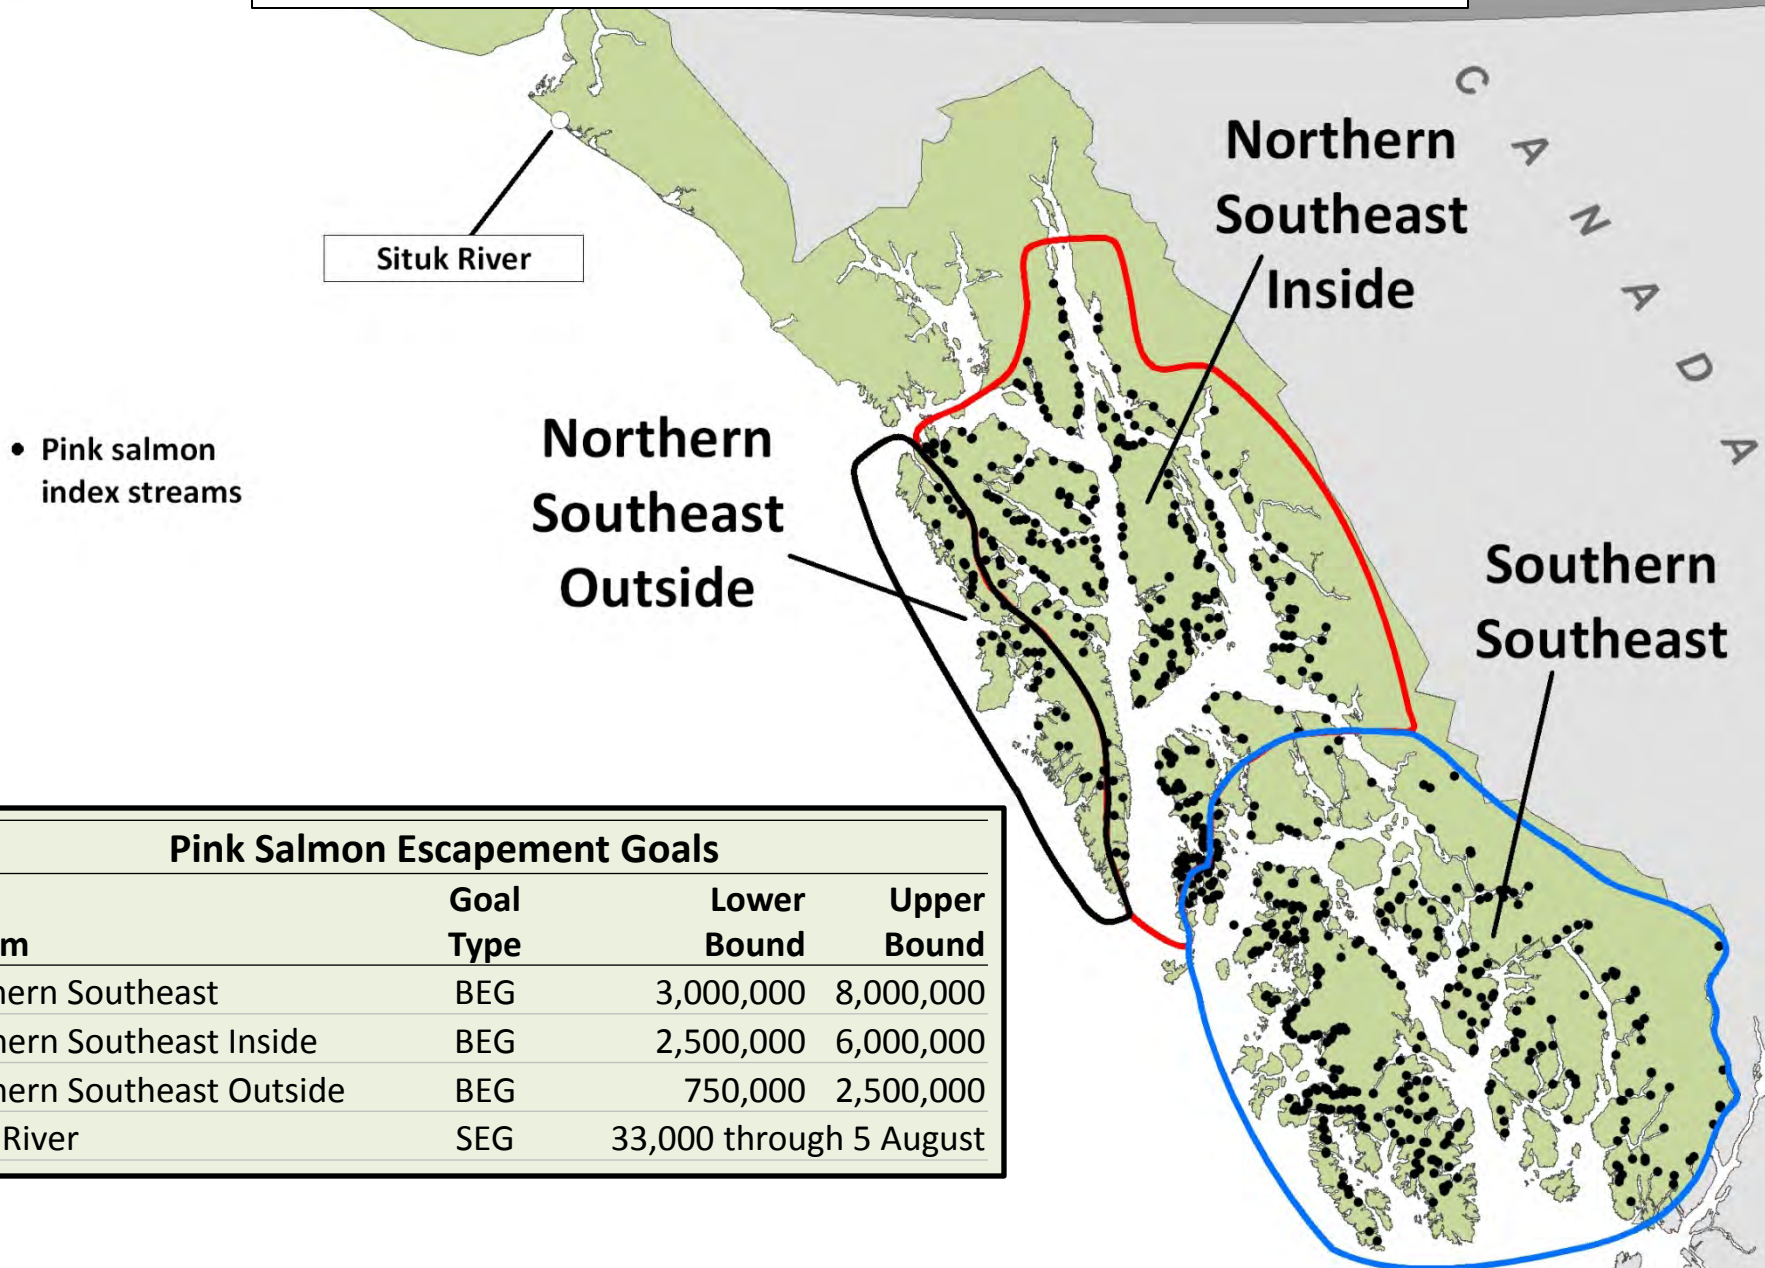 CANADA
Northern
Southeast
Inside
Situk River
Northern
Southeast
Outside
• Pink salmon
index streams
Southern
Southeast
Pink Salmon Escapement Goals
Goal Lower Upper
m Type Bound Bound
hern Southeast BEG 3,000,000 8,000,000
hern Southeast Inside BEG 2,500,000 6,000,000
hern Southeast Outside BEG 750,000 2,500,000
River SEG 33,000 through 5 August